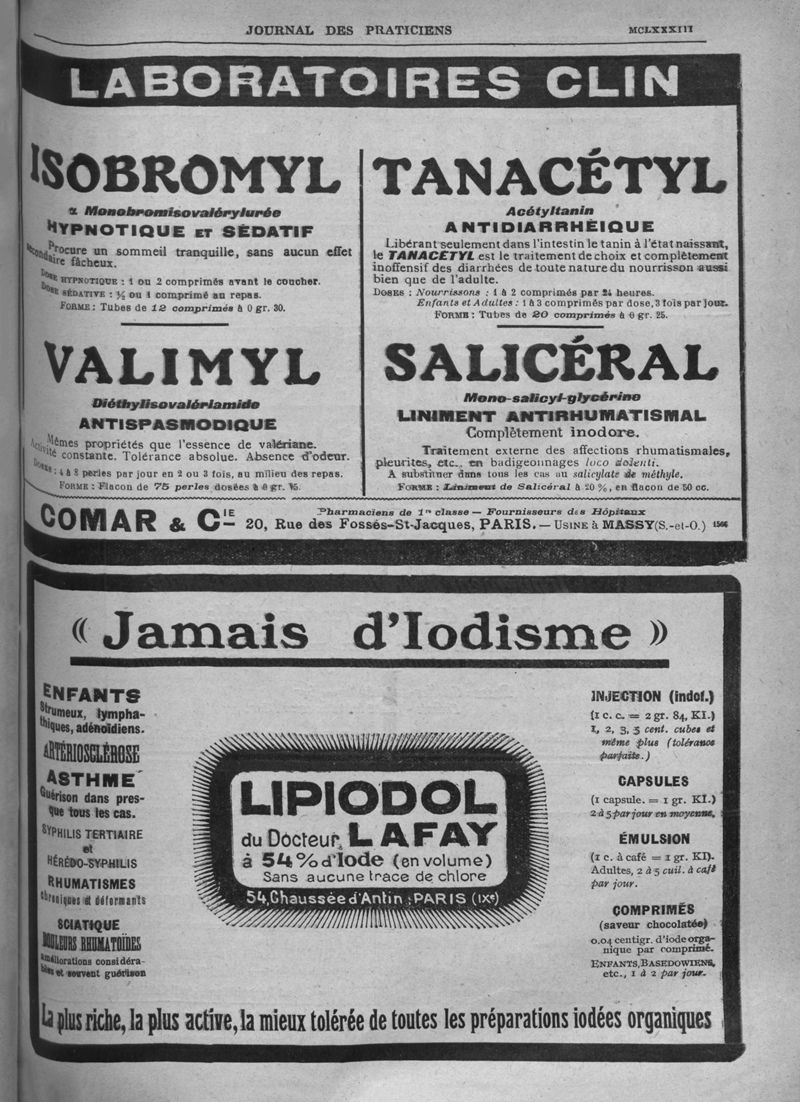 JOURNAL DES PRATICIENS
MCLXXXIII
LABORATOIRES CLIN
ISOBROMYL
α Monobromisovalérylurée
HYPNOTIQUE ET SÉDATIF
Procure un sommeil tranquille, sans aucun effet
secondaire fâcheux.
DOSE HYPNOTIQUE : 1 ou 2 comprimés avant le coucher.
DOSE SÉDATIVE : ½ ou 1 comprimé au repas.
FORME : Tubes de 12 comprimés à 0 gr. 30.
VALIMYL
Diéthylisovalériamide
ANTISPASMODIQUE
Mêmes propriétés que l'essence de valériane.
Activité constante. Tolérance absolue. Absence d'odeur.
DOSES : 4 à 8 perles par jour en 2 ou 3 fois, au milieu des repas.
FORME : Flacon de 75 perles dosées à 0 gr. 15.
TANACÉTYL
Acétyltanin
ANTIDIARRHÉIQUE
Libérant seulement dans l'intestin le tanin à l'état naissant,
le TANACÉTYL est le traitement de choix et complètement
inoffensif des diarrhées de toute nature du nourrisson aussi
bien que de l'adulte.
DOSES : Nourrissons : 1 à 2 comprimés par 24 heures.
Enfants et Adultes : 1 à 3 comprimés par dose, 3 fois par jour.
FORME : Tubes de 20 comprimés à 0 gr. 25.
SALICÉRAL
Mono-salicyl-glycérine
LINIMENT ANTIRHUMATISMAL
Complètement inodore.
Traitement externe des affections rhumatismales,
pleurites, etc., en badigeonnages loco dolenti.
A substituer dans tous les cas au salicylate de méthyle.
FORME : Liniment de Salicéral à 20 %, en flacon de 50 cc.
COMAR & CIE
Pharmaciens de 1re classe — Fournisseurs des Hôpitaux
20, Rue des Fossés-St-Jacques, PARIS. — USINE à MASSY (S.-et-O.) 1566
« Jamais d'Iodisme »
ENFANTS
Strumeux, lympha-
thiques, adénoïdiens.
ARTÉRIOSCLÉROSE
ASTHME
Guérison dans pres-
que tous les cas.
SYPHILIS TERTIAIRE
et
HÉRÉDO-SYPHILIS
RHUMATISMES
Chroniques et déformants
SCIATIQUE
DOULEURS RHUMATOÏDES
Améliorations considéra-
bles et souvent guérison
LIPIODOL
du Docteur LAFAY
à 54 % d'Iode (en volume)
Sans aucune trace de chlore
54, Chaussée d'Antin, PARIS (IXe)
INJECTION (indol.)
(1 c. c. = 2 gr. 84, KI.)
1, 2, 3, 5 cent. cubes et
même plus (tolérance
parfaite.)
CAPSULES
(1 capsule. = 1 gr. KI.)
2 à 5 par jour en moyenne,
ÉMULSION
(1 c. à café = 1 gr. KI).
Adultes, 2 à 5 cuil. à café
par jour.
COMPRIMÉS
(saveur chocolatée)
0.04 centigr. d'iode orga-
nique par comprimé.
ENFANTS, BASEDOWIENS,
etc., 1 à 2 par jour.
La plus riche, la plus active, la mieux tolérée de toutes les préparations iodées organiques